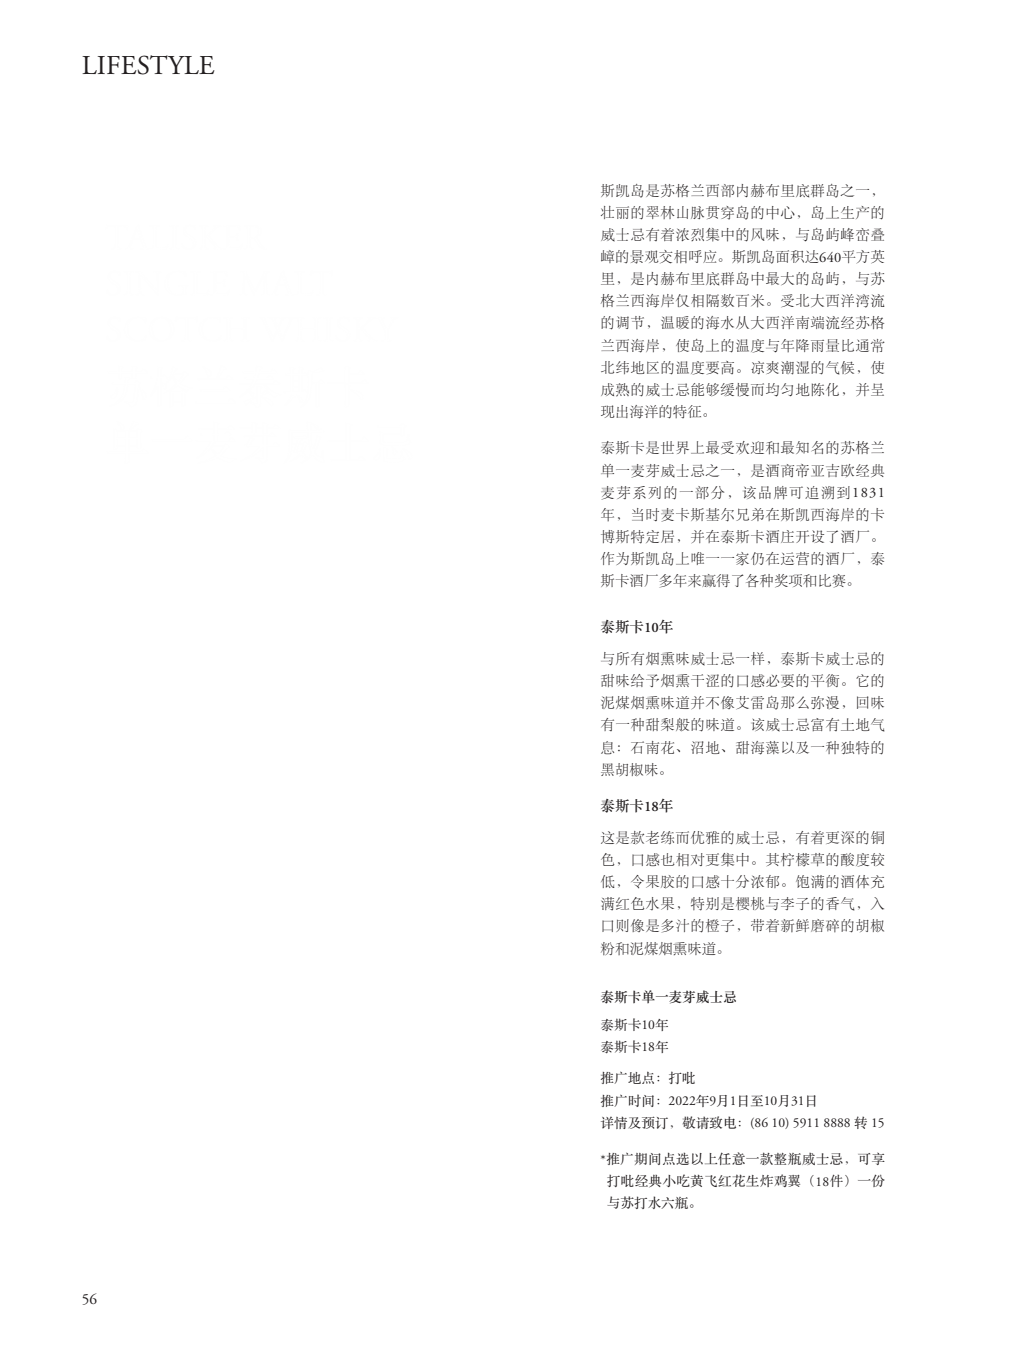 LIFESTYLE
斯凯岛是苏格兰西部内赫布里底群岛之一，
壮丽的翠林山脉贯穿岛的中心，岛上生产的
威士忌有着浓烈集中的风味，与岛屿峰峦叠
嶂的景观交相呼应。斯凯岛面积达640平方英
里，是内赫布里底群岛中最大的岛屿，与苏
格兰西海岸仅相隔数百米。受北大西洋湾流
的调节，温暖的海水从大西洋南端流经苏格
兰西海岸，使岛上的温度与年降雨量比通常
北纬地区的温度要高。凉爽潮湿的气候，使
成熟的威士忌能够缓慢而均匀地陈化，并呈
现出海洋的特征。
泰斯卡是世界上最受欢迎和最知名的苏格兰
单一麦芽威士忌之一，是酒商帝亚吉欧经典
麦芽系列的一部分，该品牌可追溯到1831
年，当时麦卡斯基尔兄弟在斯凯西海岸的卡
博斯特定居，并在泰斯卡酒庄开设了酒厂。
作为斯凯岛上唯一一家仍在运营的酒厂，泰
斯卡酒厂多年来赢得了各种奖项和比赛。
泰斯卡10年
与所有烟熏味威士忌一样，泰斯卡威士忌的
甜味给予烟熏干涩的口感必要的平衡。它的
泥煤烟熏味道并不像艾雷岛那么弥漫，回味
有一种甜梨般的味道。该威士忌富有土地气
息：石南花、沼地、甜海藻以及一种独特的
黑胡椒味。
泰斯卡18年
这是款老练而优雅的威士忌，有着更深的铜
色，口感也相对更集中。其柠檬草的酸度较
低，令果胶的口感十分浓郁。饱满的酒体充
满红色水果，特别是樱桃与李子的香气，入
口则像是多汁的橙子，带着新鲜磨碎的胡椒
粉和泥煤烟熏味道。
泰斯卡单一麦芽威士忌
泰斯卡10年
泰斯卡18年
推广地点：打吡
推广时间：2022年9月1日至10月31日
详情及预订，敬请致电：(86 10) 5911 8888 转 15
*推广期间点选以上任意一款整瓶威士忌，可享
打吡经典小吃黄飞红花生炸鸡翼（18件）一份
与苏打水六瓶。
56